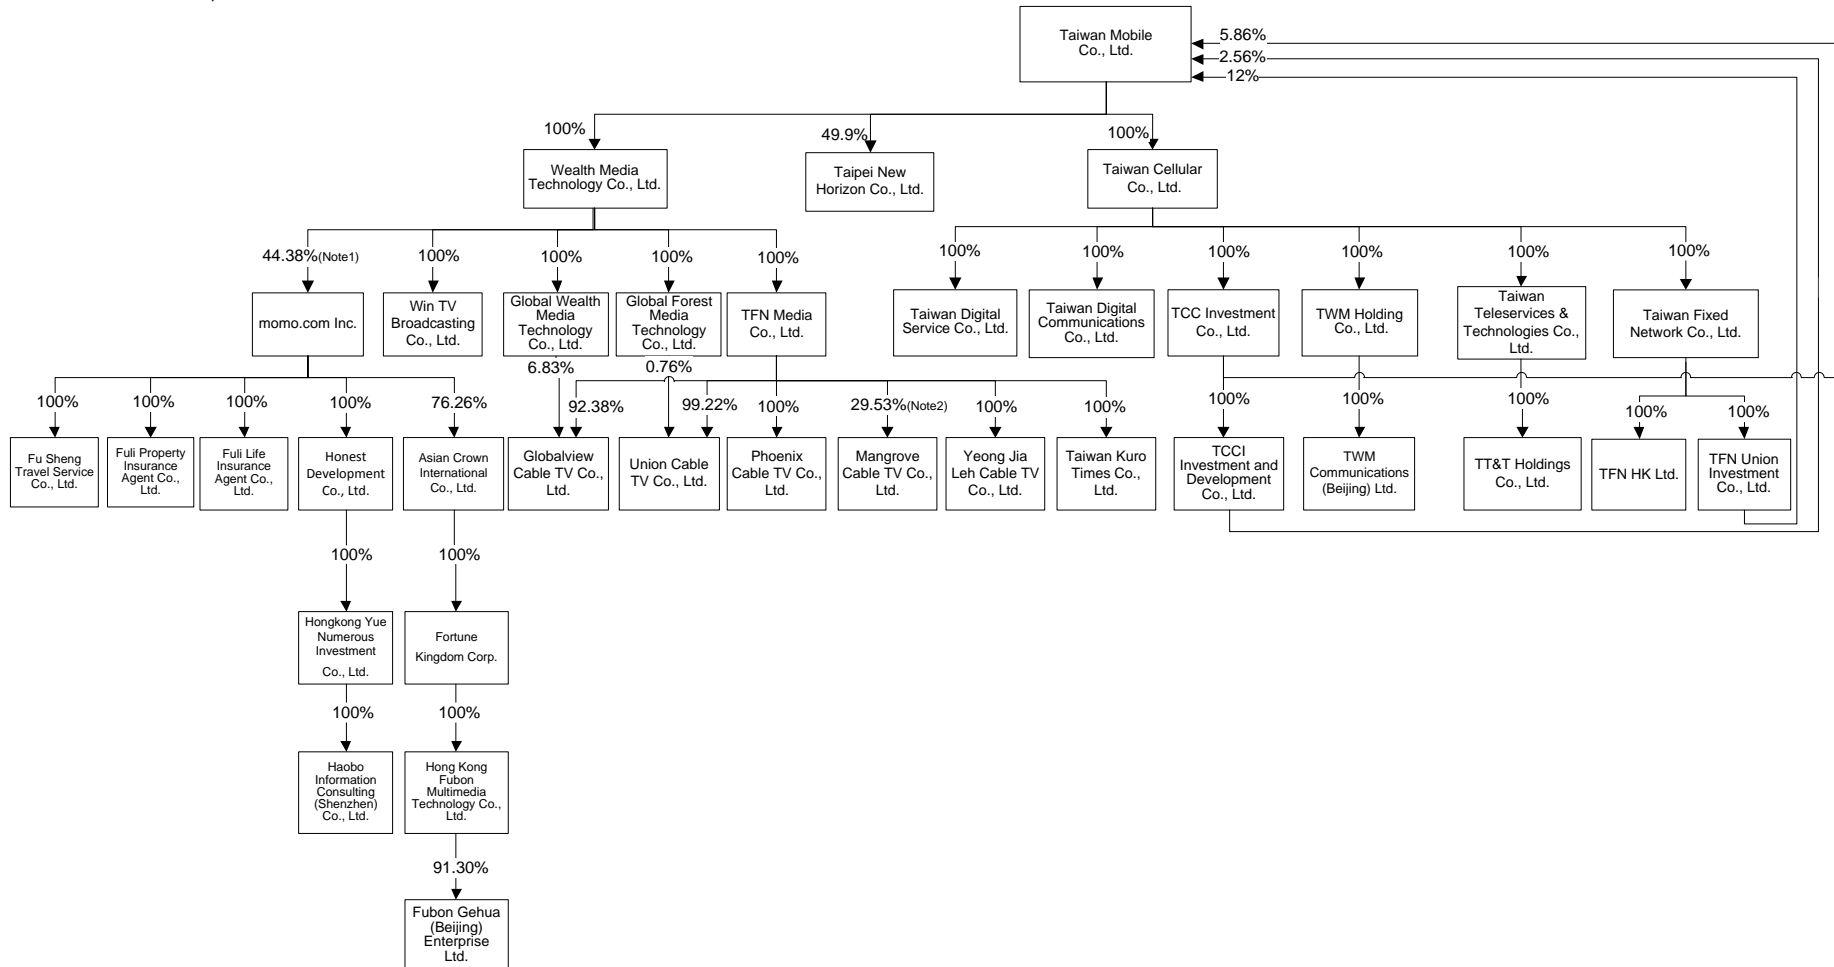 Taiwan Mobile
Co., Ltd.
5.86%
2.56%
12%
100%
49.9%
100%
Wealth Media
Technology Co., Ltd.
Taipei New
Horizon Co., Ltd.
Taiwan Cellular
Co., Ltd.
44.38%(Note1)
100%
100%
100%
100%
100%
100%
100%
100%
100%
100%
momo.com Inc.
Win TV
Broadcasting
Co., Ltd.
Global Wealth
Media
Technology
Co., Ltd.
Global Forest
Media
Technology
Co., Ltd.
TFN Media
Co., Ltd.
Taiwan Digital
Service Co., Ltd.
Taiwan Digital
Communications
Co., Ltd.
TCC Investment
Co., Ltd.
TWM Holding
Co., Ltd.
Taiwan
Teleservices &
Technologies Co.,
Ltd.
Taiwan Fixed
Network Co., Ltd.
6.83%
0.76%
100%
100%
100%
100%
76.26%
92.38%
99.22%
100%
29.53%(Note2)
100%
100%
100%
100%
100%
100%
100%
Fu Sheng
Travel Service
Co., Ltd.
Fuli Property
Insurance
Agent Co.,
Ltd.
Fuli Life
Insurance
Agent Co.,
Ltd.
Honest
Development
Co., Ltd.
Asian Crown
International
Co., Ltd.
Globalview
Cable TV Co.,
Ltd.
Union Cable
TV Co., Ltd.
Phoenix
Cable TV Co.,
Ltd.
Mangrove
Cable TV Co.,
Ltd.
Yeong Jia
Leh Cable TV
Co., Ltd.
Taiwan Kuro
Times Co.,
Ltd.
TCCI
Investment and
Development
Co., Ltd.
TWM
Communications
(Beijing) Ltd.
TT&T Holdings
Co., Ltd.
TFN HK Ltd.
TFN Union
Investment
Co., Ltd.
100%
100%
Hongkong Yue
Numerous
Investment
Co., Ltd.
Fortune
Kingdom Corp.
100%
100%
Haobo
Information
Consulting
(Shenzhen)
Co., Ltd.
Hong Kong
Fubon
Multimedia
Technology Co.,
Ltd.
91.30%
Fubon Gehua
(Beijing)
Enterprise
Ltd.